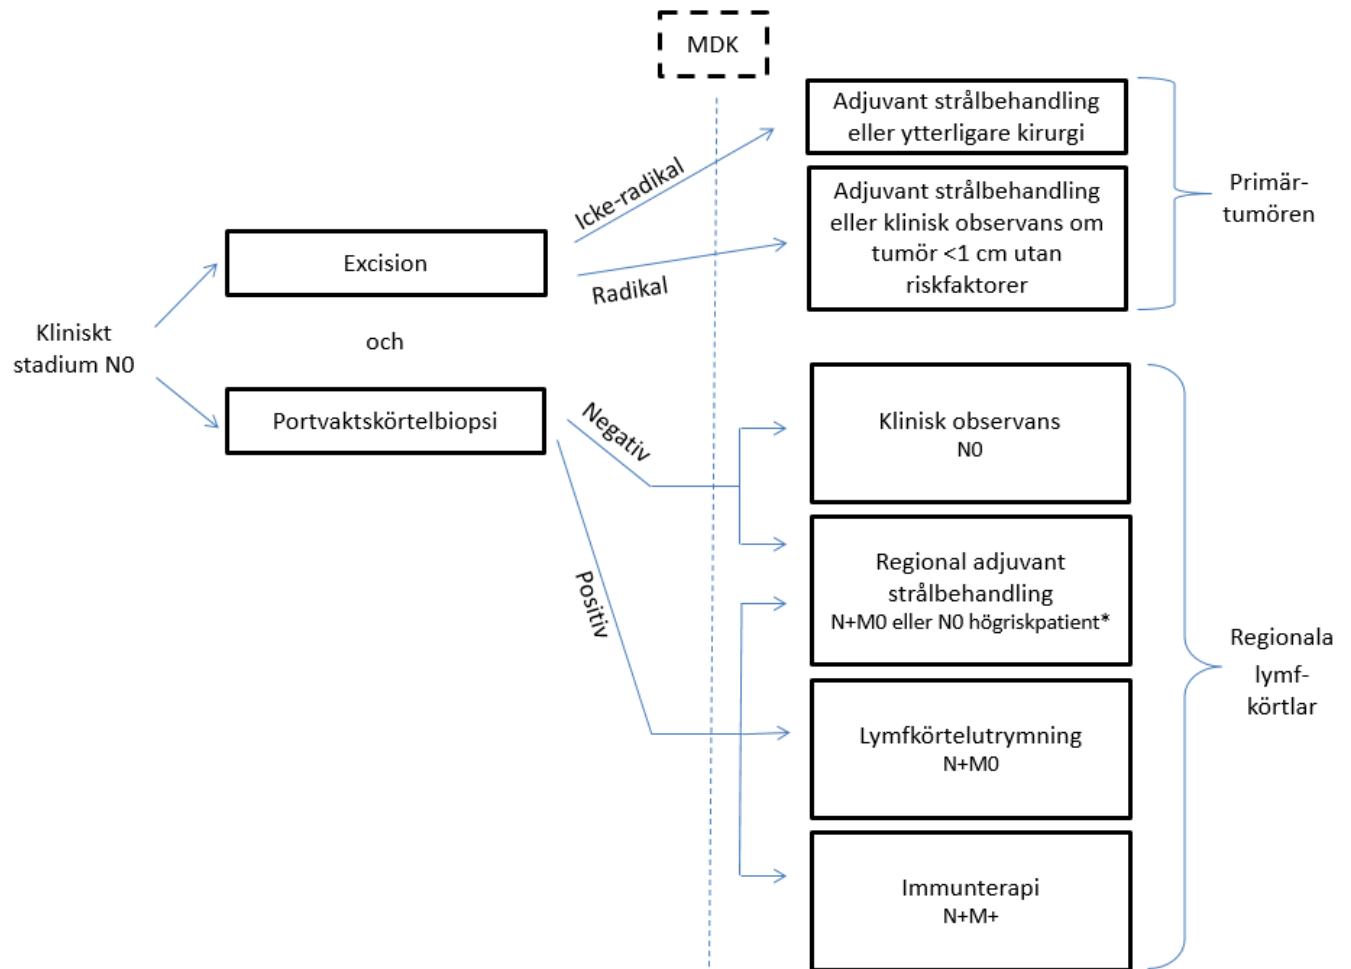 MDK
Adjuvant strålbehandling
eller ytterligare kirurgi
Icke-radikal
Adjuvant strålbehandling
eller klinisk observans om
tumör <1 cm utan
riskfaktorer
Primär-
tumören
Excision
Radikal
Kliniskt
stadium N0
och
Portvaktskörtelbiopsi
Negativ
Positiv
Klinisk observans
N0
Regional adjuvant
strålbehandling
N+M0 eller N0 högriskpatient*
Lymfkörtelutrymning
N+M0
Immunterapi
N+M+
Regionala
lymf-
körtlar